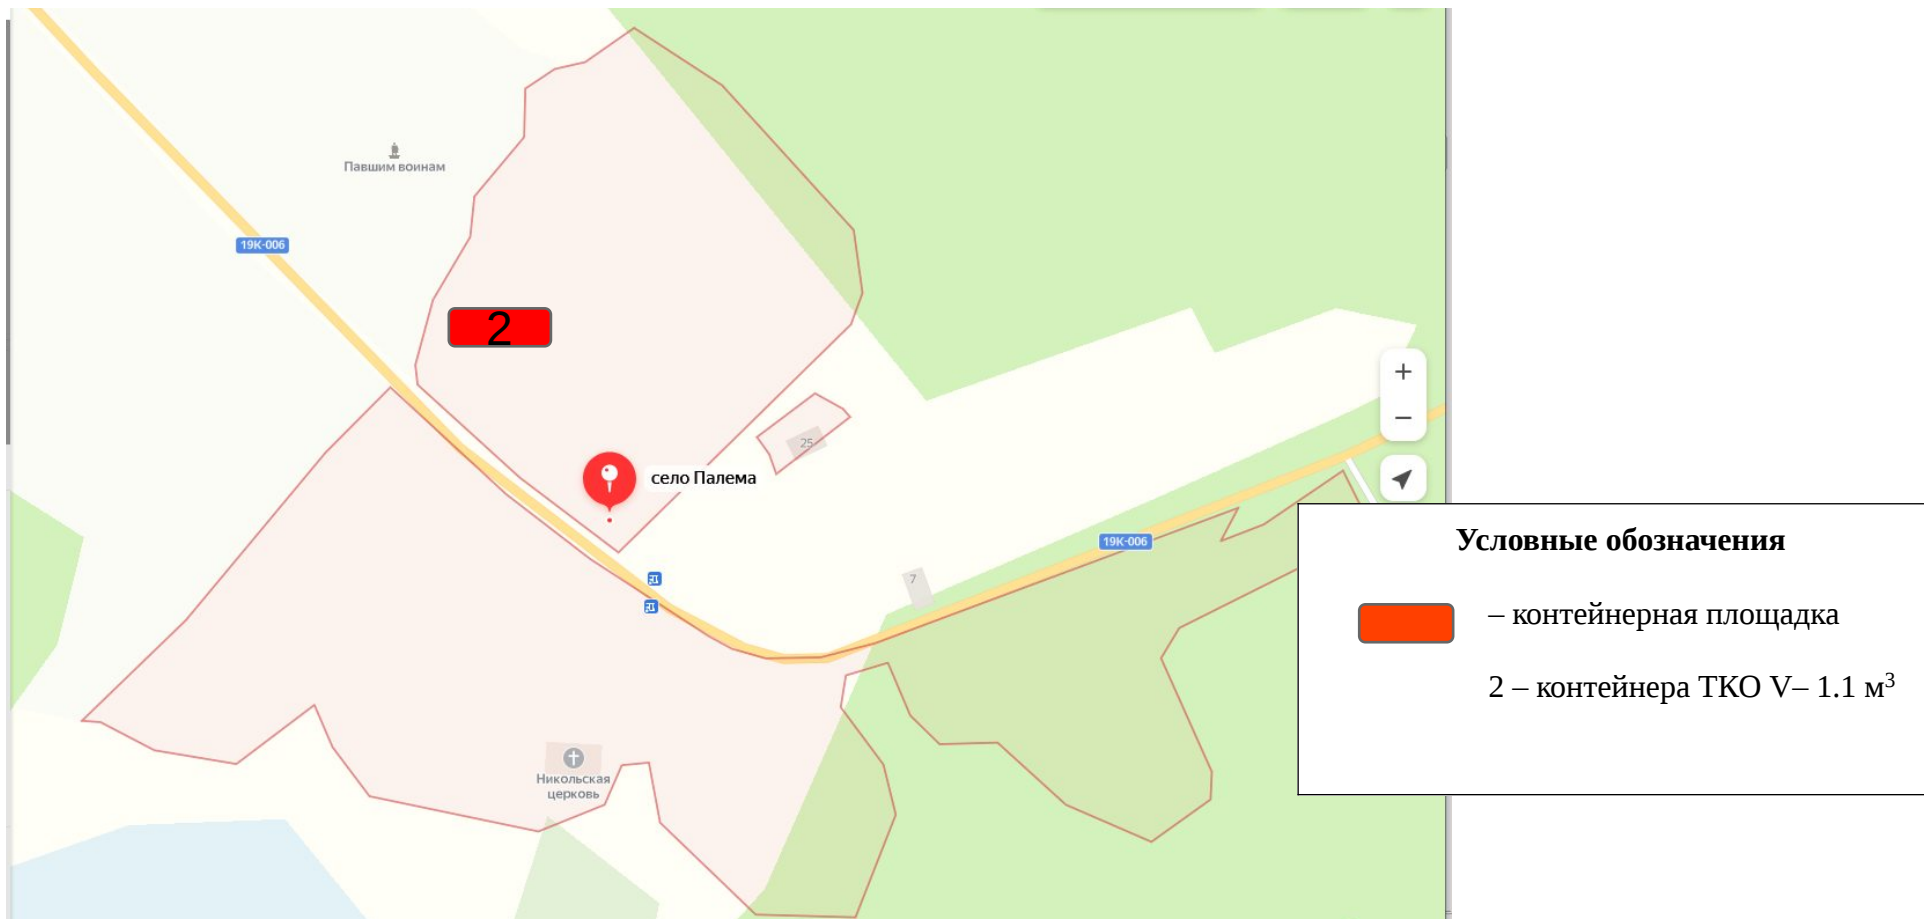 Павшим воинам
19К-006
2
25
село Палема
19К-006
7
Никольская
церковь
+
−
Условные обозначения
– контейнерная площадка
2 – контейнера ТКО V– 1.1 м³